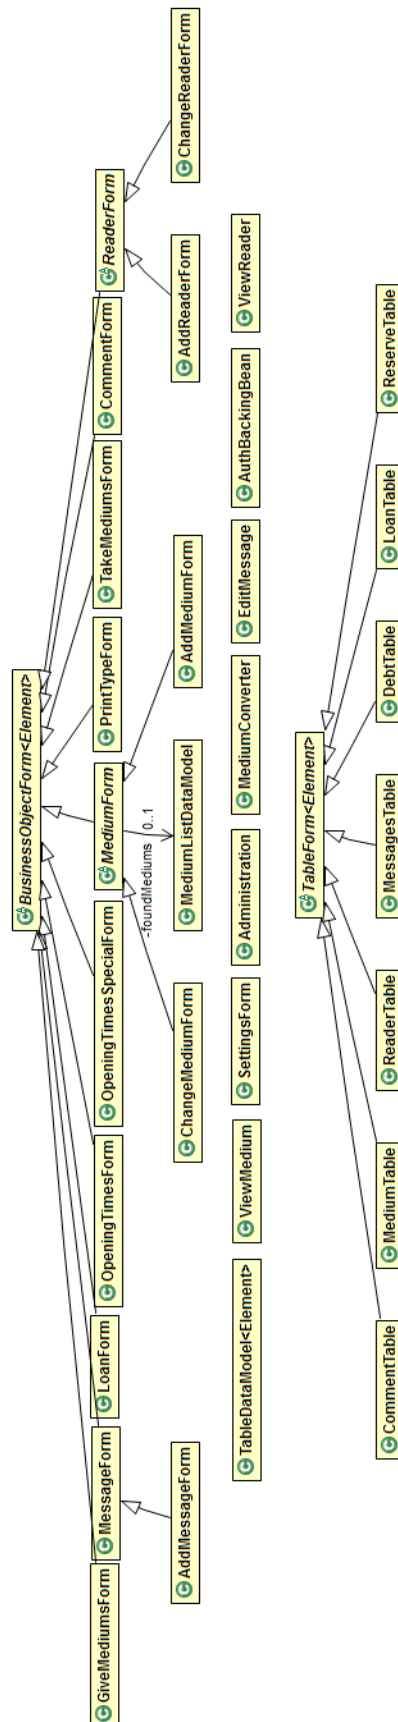 BusinessObjectForm<Element>
GiveMediumsForm
MessageForm
LoanForm
OpeningTimesForm
OpeningTimesSpecialForm
MediumForm
PrintTypeForm
TakeMediumsForm
CommentForm
ReaderForm
-foundMediums 0..1
AddMessageForm
ChangeMediumForm
MediumListDataModel
AddMediumForm
AddReaderForm
ChangeReaderForm
TableDataModel<Element>
ViewMedium
SettingsForm
Administration
MediumConverter
EditMessage
AuthBackingBean
ViewReader
TableForm<Element>
CommentTable
MediumTable
ReaderTable
MessagesTable
DebtTable
LoanTable
ReserveTable